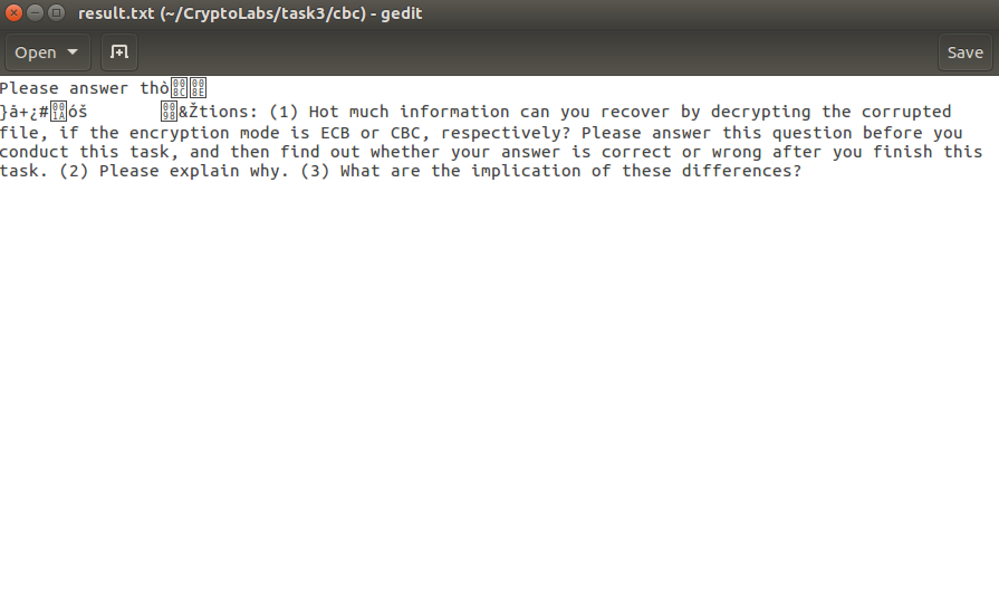 result.txt (~/CryptoLabs/task3/cbc) - gedit
Open
Save
Please answer thò
}å+¿#óš &Žtions: (1) Hot much information can you recover by decrypting the corrupted
file, if the encryption mode is ECB or CBC, respectively? Please answer this question before you
conduct this task, and then find out whether your answer is correct or wrong after you finish this
task. (2) Please explain why. (3) What are the implication of these differences?